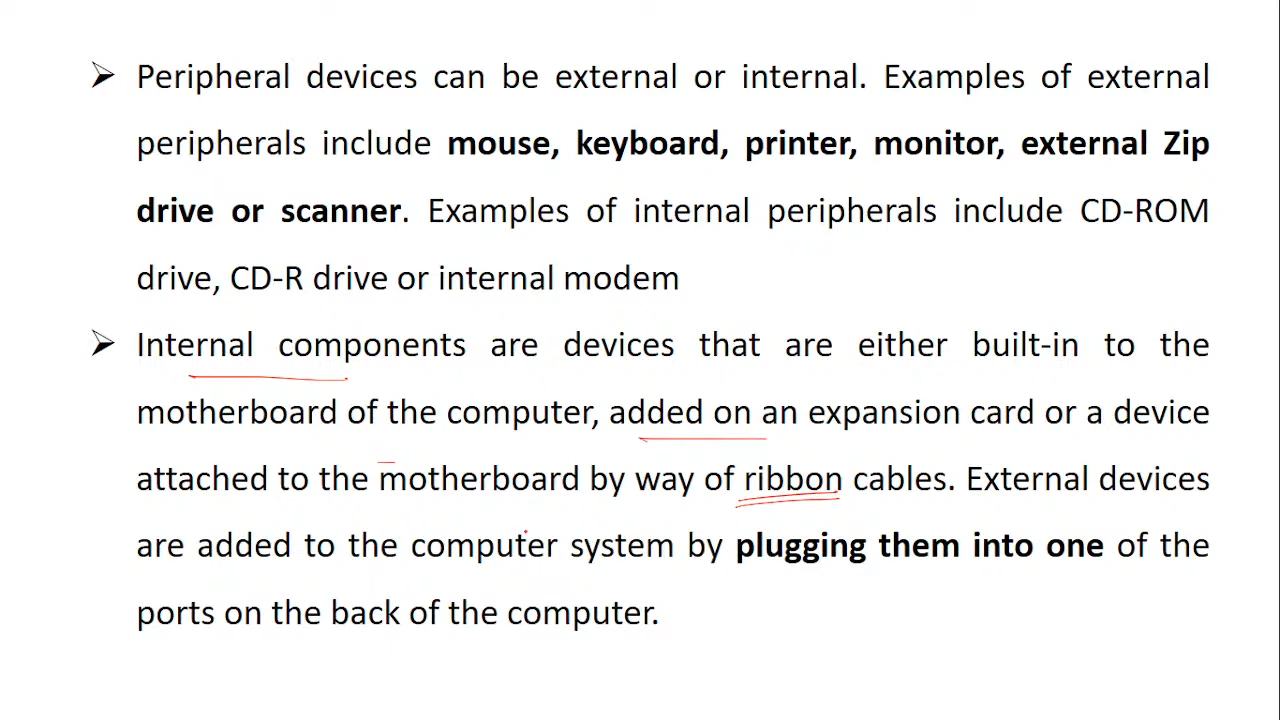 ➢ Peripheral devices can be external or internal. Examples of external
peripherals include mouse, keyboard, printer, monitor, external Zip
drive or scanner. Examples of internal peripherals include CD-ROM
drive, CD-R drive or internal modem
➢ Internal components are devices that are either built-in to the
motherboard of the computer, added on an expansion card or a device
attached to the motherboard by way of ribbon cables. External devices
are added to the computer system by plugging them into one of the
ports on the back of the computer.